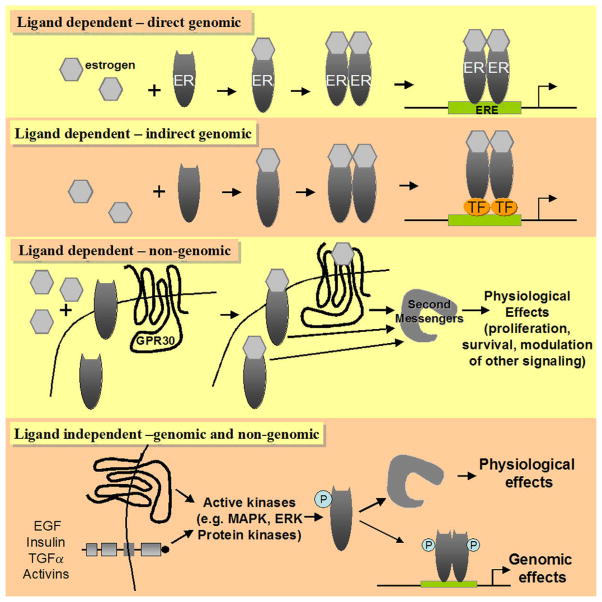 Ligand dependent – direct genomic
estrogen
+
ER
ER
ER ER
ER ER
ERE
Ligand dependent – indirect genomic
+
TF TF
Ligand dependent – non-genomic
+
GPR30
Second
Messengers
Physiological
Effects
(proliferation,
survival, modulation
of other signaling)
Ligand independent –genomic and non-genomic
EGF
Insulin
TGFα
Activins
Active kinases
(e.g. MAPK, ERK
Protein kinases)
P
Physiological
effects
P P
Genomic
effects